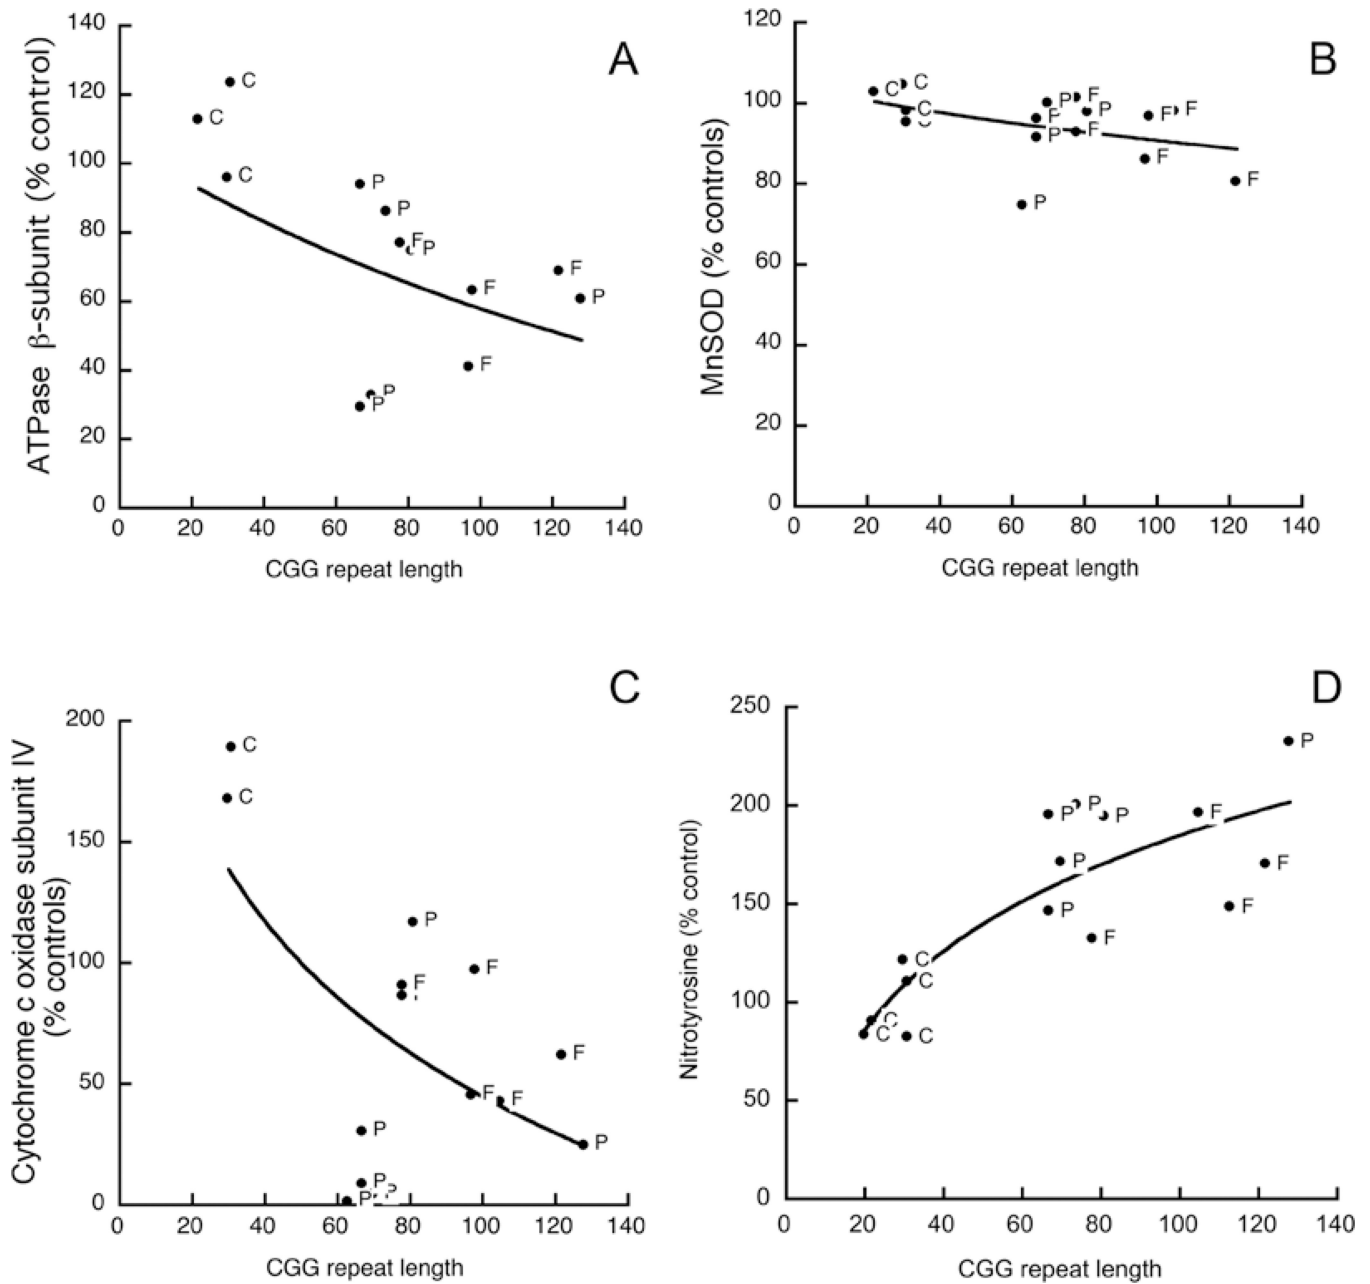 A
ATPase β-subunit (% control)
140
120
100
80
60
40
20
0
C
C
C
P
P
F
P
F
F
P
F
P
P
0 20 40 60 80 100 120 140
CGG repeat length
B
MnSOD (% controls)
120
100
80
60
40
20
0
C
C
C
C
P
F
P
F
P
F
F
P
F
F
P
0 20 40 60 80 100 120 140
CGG repeat length
C
Cytochrome c oxidase subunit IV
(% controls)
200
150
100
50
0
C
C
P
F
F
F
F
F
P
P
P
P
P
0 20 40 60 80 100 120 140
CGG repeat length
D
Nitrotyrosine (% control)
250
200
150
100
50
0
P
P
P
P
F
P
F
P
F
F
C
C
C
C
C
0 20 40 60 80 100 120 140
CGG repeat length